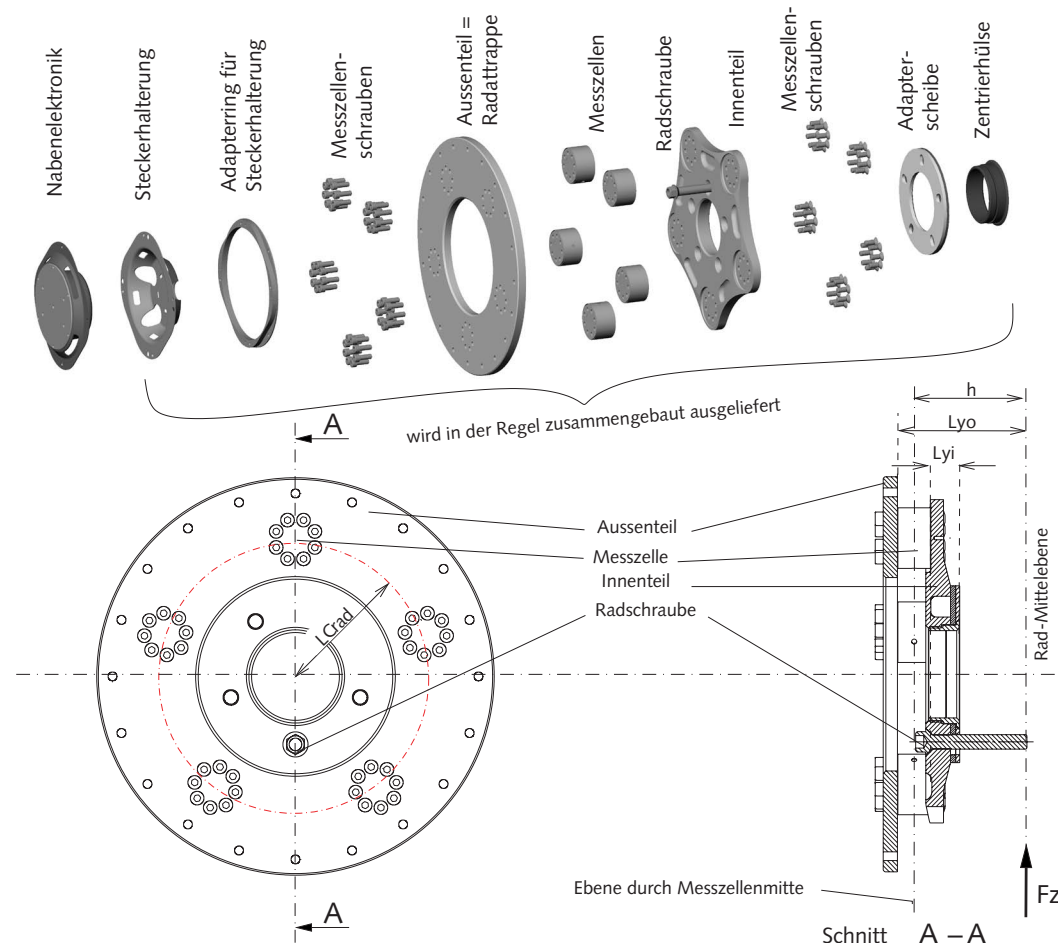 Nabenelektronik
Steckerhalterung
Adapterring für
Steckerhalterung
Messzellen-
schrauben
Aussenteil =
Radattrappe
Messzellen
Radschraube
Innenteil
Messzellen-
schrauben
Adapter-
scheibe
Zentrierhülse
wird in der Regel zusammengebaut ausgeliefert
A
h
Lyo
Lyi
Aussenteil
Messzelle
Innenteil
Radschraube
LCrad
Rad-Mittelebene
Ebene durch Messzellenmitte
Fz
A
Schnitt A – A